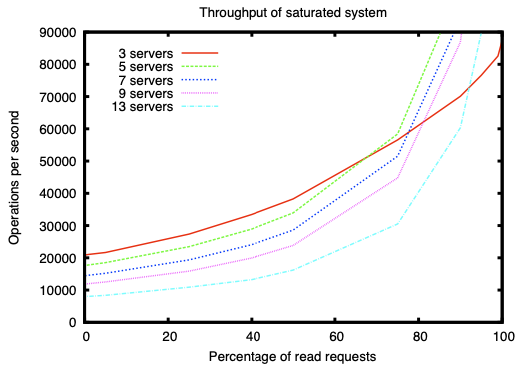 Throughput of saturated system
Operations per second
90000
80000
70000
60000
50000
40000
30000
20000
10000
0
3 servers
5 servers
7 servers
9 servers
13 servers
0 20 40 60 80 100
Percentage of read requests